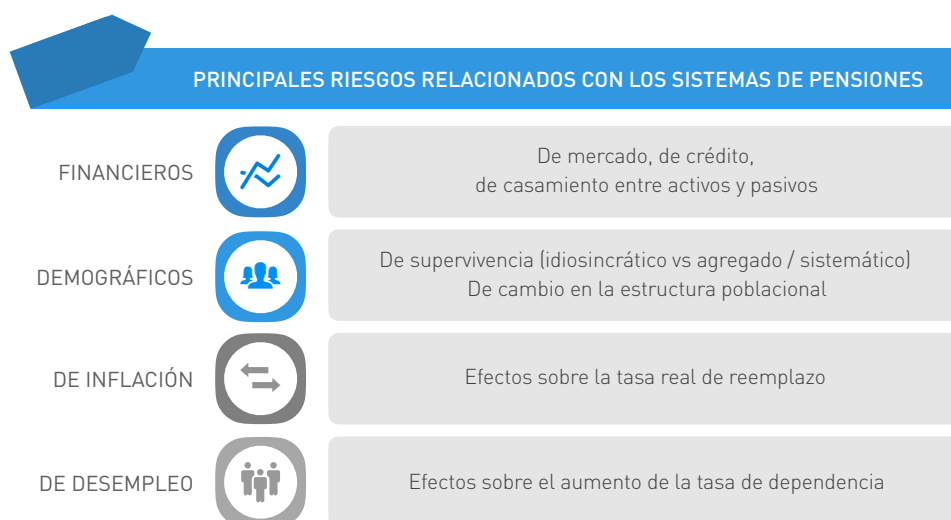 PRINCIPALES RIESGOS RELACIONADOS CON LOS SISTEMAS DE PENSIONES
FINANCIEROS
De mercado, de crédito,
de casamiento entre activos y pasivos
DEMOGRÁFICOS
De supervivencia (idiosincrático vs agregado / sistemático)
De cambio en la estructura poblacional
DE INFLACIÓN
Efectos sobre la tasa real de reemplazo
DE DESEMPLEO
Efectos sobre el aumento de la tasa de dependencia